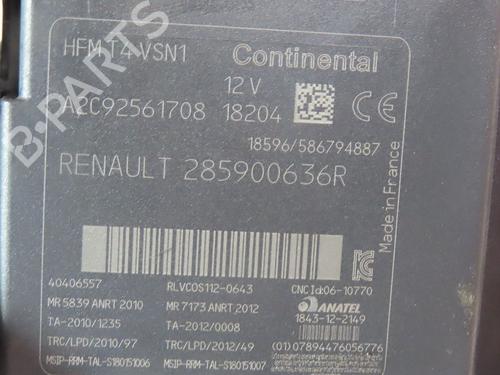 HFM T4 VSN1 Continental
12 V
A2C92561708 18204 CE
18596/586794887
RENAULT 285900636R
Made in France
40406557 RLVCOS112-0643 CNC Id:06-10770
MR 5839 ANRT 2010 MR 7173 ANRT 2012 ANATEL
TA-2010/1235 TA-2012/0008 1843-12-2149
TRC/LPD/2010/97 TRC/LPD/2012/49 (01)07894476056776
MSIP-RRM-TAL-S180151006 MSIP-RRM-TAL-S180151007
B-PARTS